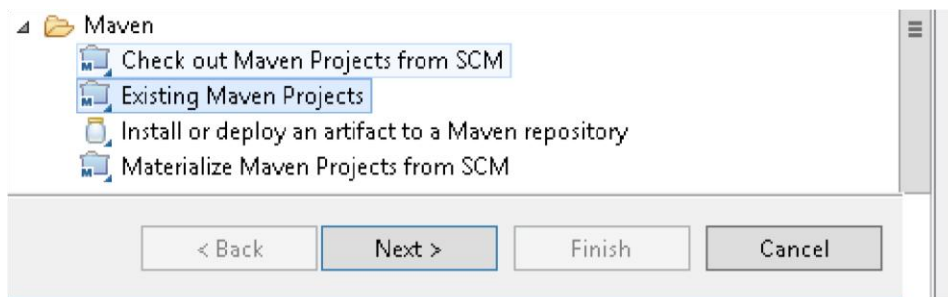 Maven
Check out Maven Projects from SCM
Existing Maven Projects
Install or deploy an artifact to a Maven repository
Materialize Maven Projects from SCM
< Back Next > Finish Cancel